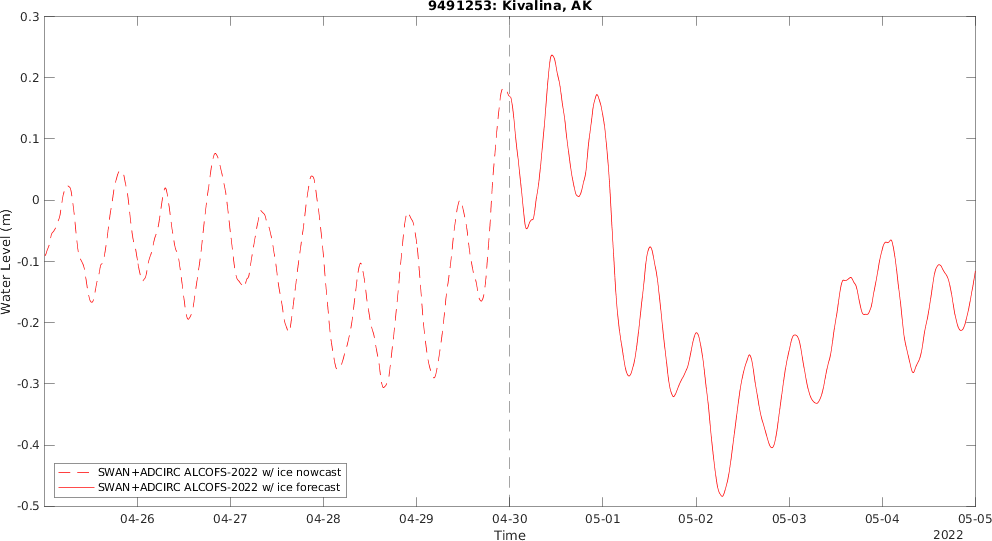 9491253: Kivalina, AK
0.3
0.2
0.1
0
-0.1
-0.2
-0.3
-0.4
-0.5
Water Level (m)
SWAN+ADCIRC ALCOFS-2022 w/ ice nowcast
SWAN+ADCIRC ALCOFS-2022 w/ ice forecast
04-26 04-27 04-28 04-29 04-30 05-01 05-02 05-03 05-04 05-05
Time
2022